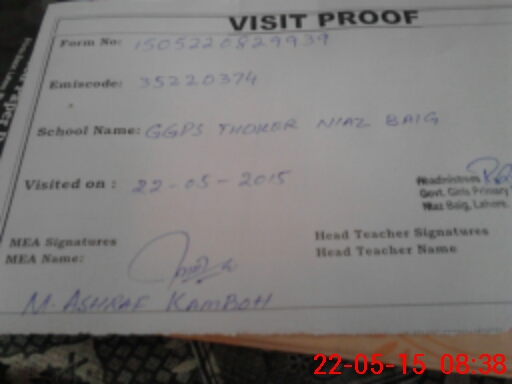 VISIT PROOF
Form No: 1505220829939
Emiscode: 35220374
School Name: GGPS THOKER NIAZ BAIG
Visited on : 22-05-2015
Headmistress
Govt. Girls Primary
Niaz Baig, Lahore.
MEA Signatures
Head Teacher Signatures
MEA Name:
Head Teacher Name
M. ASHRAF KAMBOH
22-05-15 08:38